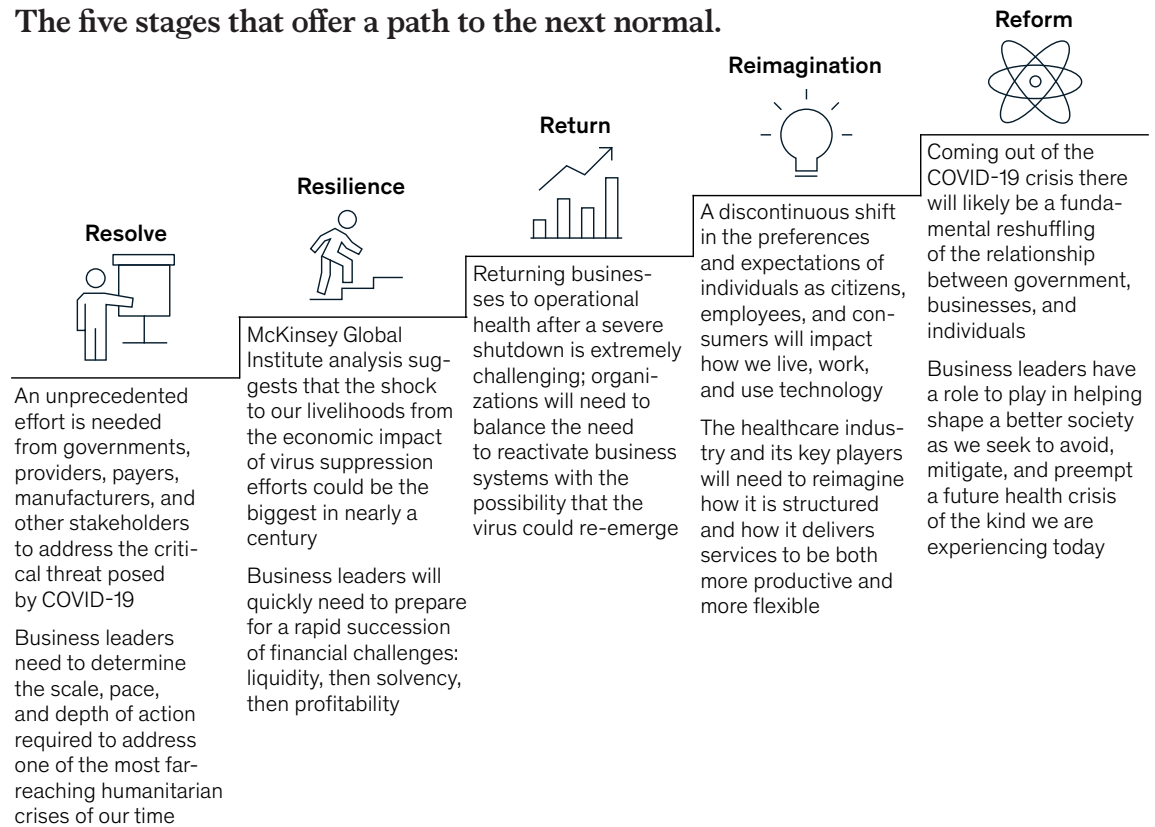 The five stages that offer a path to the next normal.
Resolve
An unprecedented
effort is needed
from governments,
providers, payers,
manufacturers, and
other stakeholders
to address the criti-
cal threat posed
by COVID-19
Business leaders
need to determine
the scale, pace,
and depth of action
required to address
one of the most far-
reaching humanitarian
crises of our time
Resilience
McKinsey Global
Institute analysis sug-
gests that the shock
to our livelihoods from
the economic impact
of virus suppression
efforts could be the
biggest in nearly a
century
Business leaders will
quickly need to prepare
for a rapid succession
of financial challenges:
liquidity, then solvency,
then profitability
Return
Returning busines-
ses to operational
health after a severe
shutdown is extremely
challenging; organi-
zations will need to
balance the need
to reactivate business
systems with the
possibility that the
virus could re-emerge
Reimagination
A discontinuous shift
in the preferences
and expectations of
individuals as citizens,
employees, and con-
sumers will impact
how we live, work,
and use technology
The healthcare indus-
try and its key players
will need to reimagine
how it is structured
and how it delivers
services to be both
more productive and
more flexible
Reform
Coming out of the
COVID-19 crisis there
will likely be a funda-
mental reshuffling
of the relationship
between government,
businesses, and
individuals
Business leaders have
a role to play in helping
shape a better society
as we seek to avoid,
mitigate, and preempt
a future health crisis
of the kind we are
experiencing today